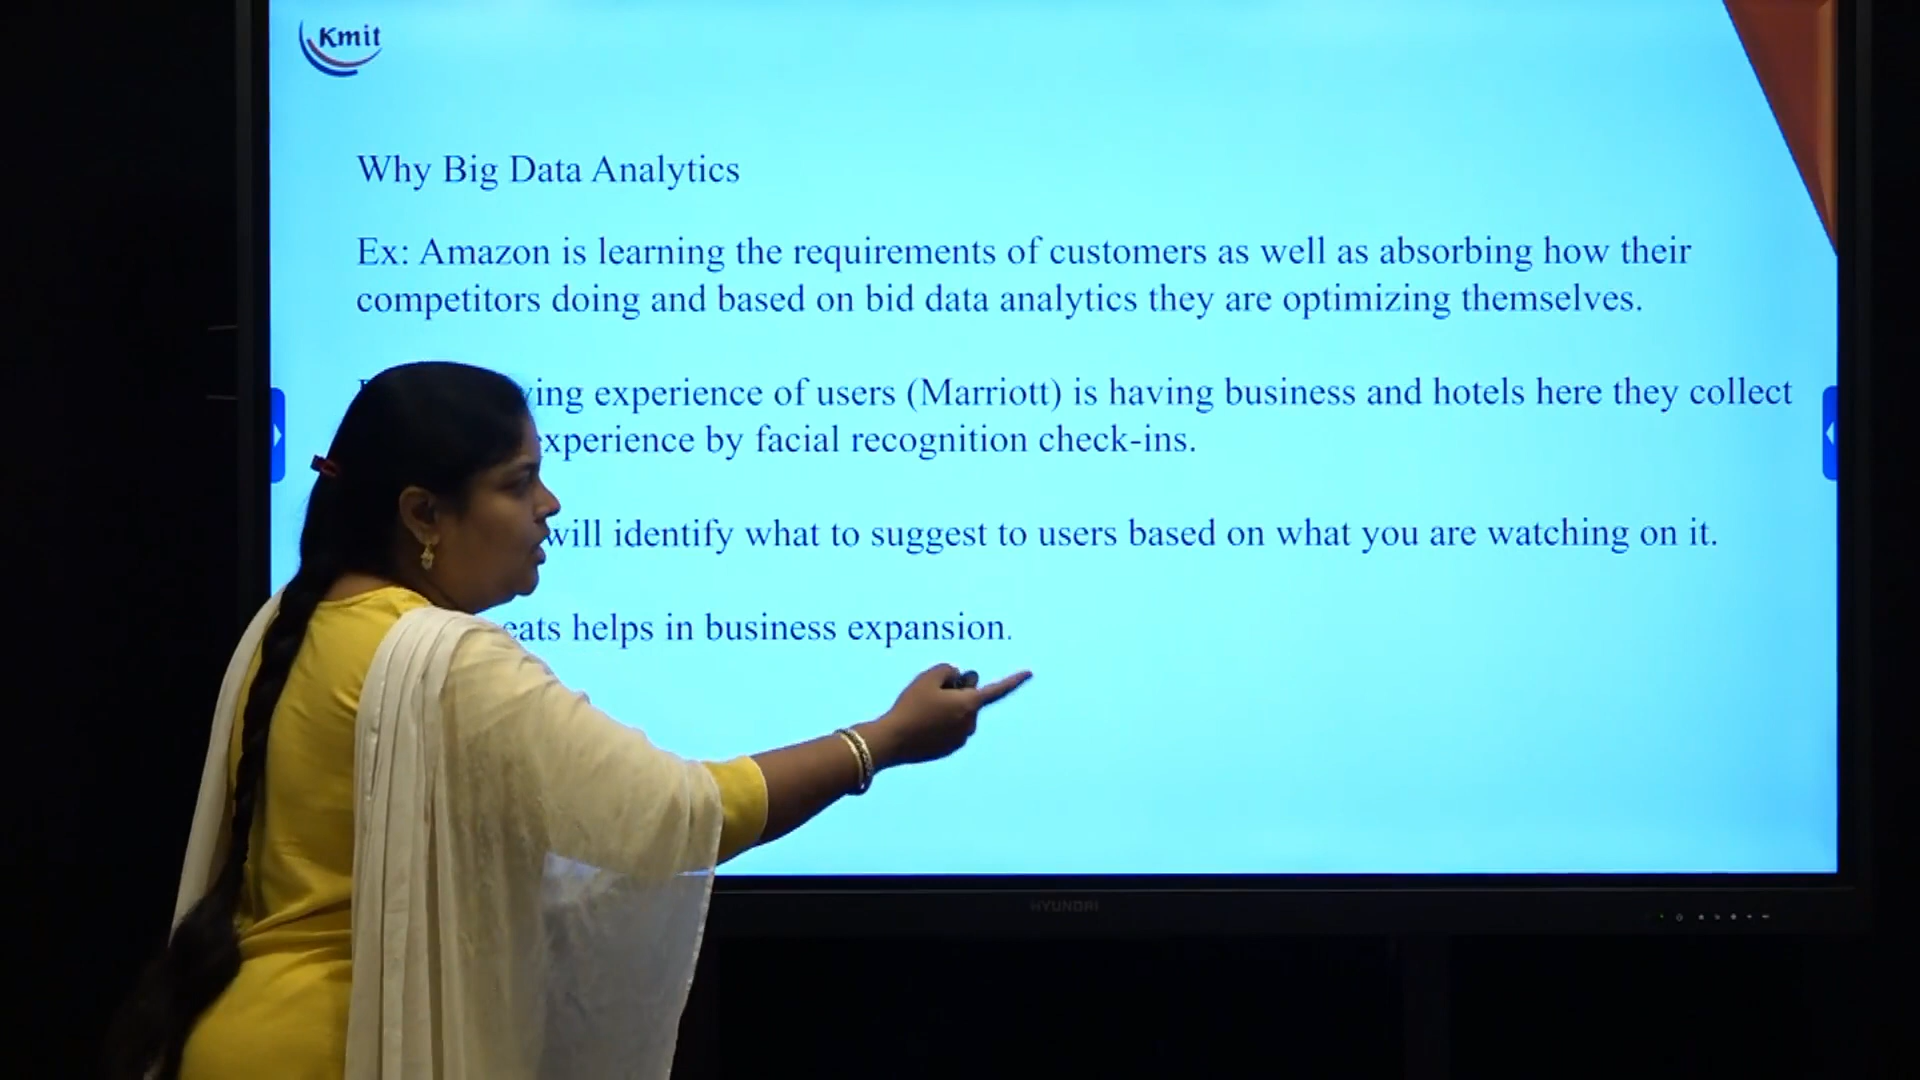 Kmit
Why Big Data Analytics
Ex: Amazon is learning the requirements of customers as well as absorbing how their
competitors doing and based on bid data analytics they are optimizing themselves.
experience of users (Marriott) is having business and hotels here they collect
experience by facial recognition check-ins.
will identify what to suggest to users based on what you are watching on it.
helps in business expansion.
HYUNDAI